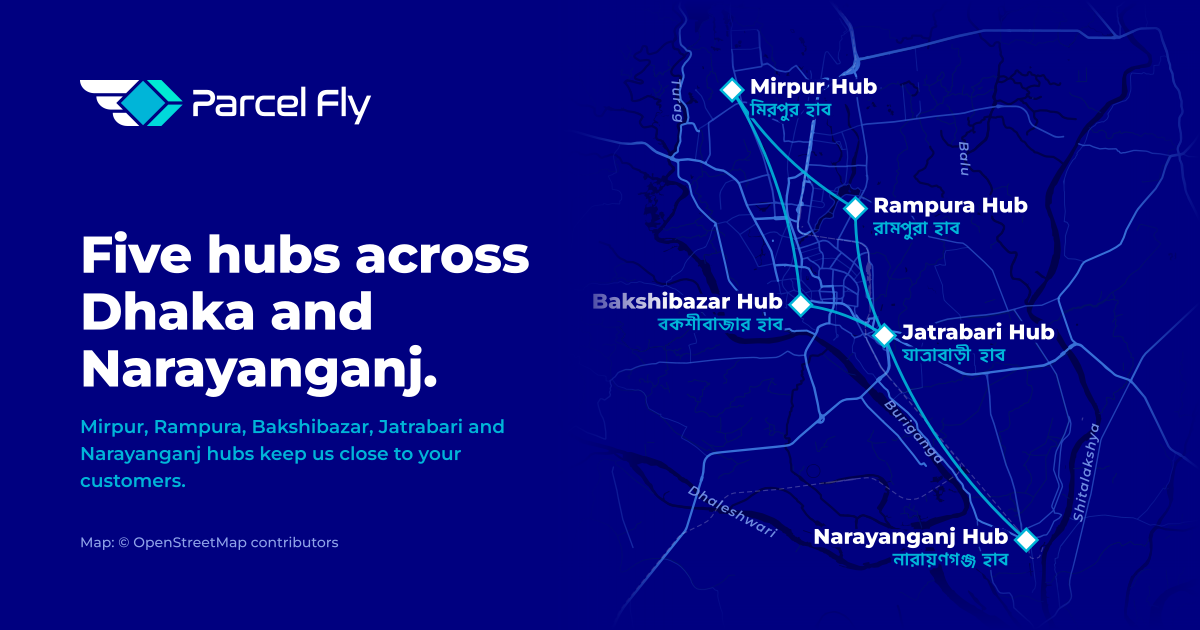 Parcel Fly
Five hubs across
Dhaka and
Narayanganj.
Mirpur, Rampura, Bakshibazar, Jatrabari and
Narayanganj hubs keep us close to your
customers.
Map: © OpenStreetMap contributors
Turag
Mirpur Hub
মিরপুর হাব
Balu
Rampura Hub
রামপুরা হাব
Bakshibazar Hub
বকশীবাজার হাব
Jatrabari Hub
যাত্রাবাড়ী হাব
Buriganga
Shitalakshya
Dhaleshwari
Narayanganj Hub
নারায়ণগঞ্জ হাব